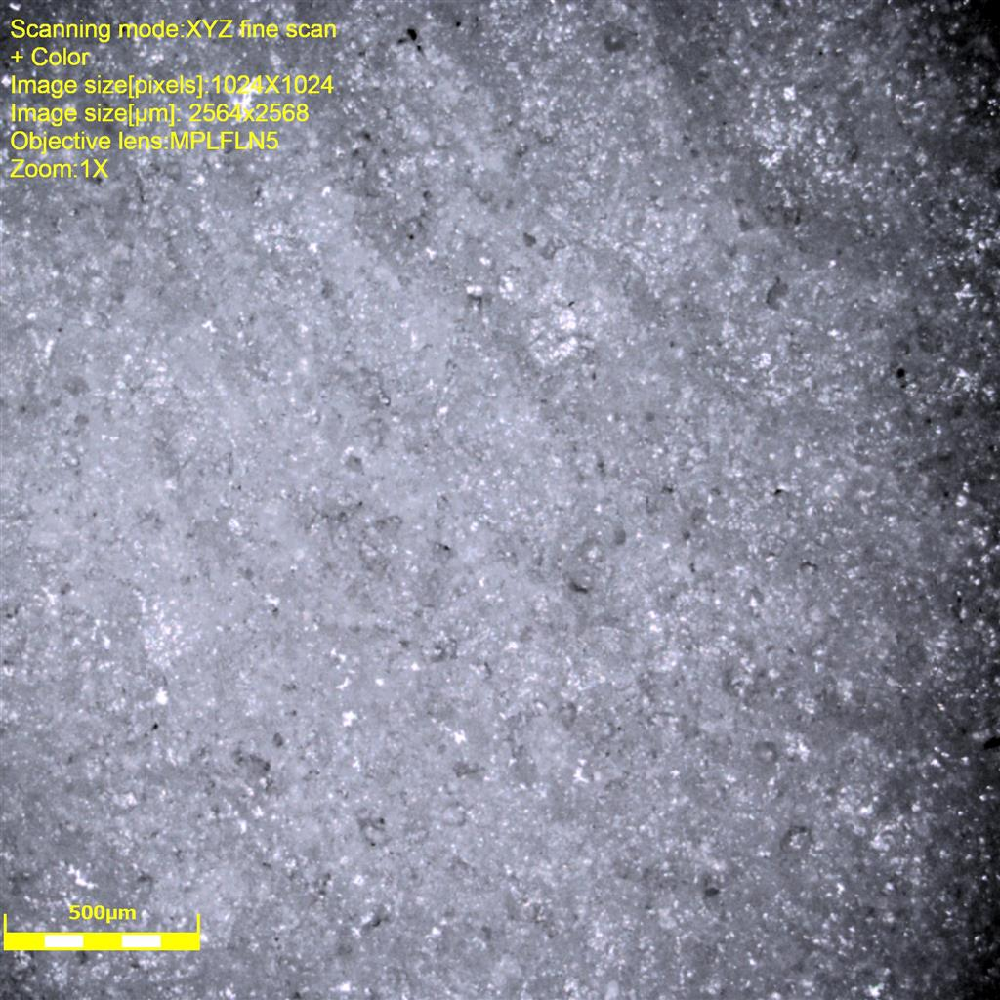 Scanning mode:XYZ fine scan
+ Color
Image size[pixels]:1024X1024
Image size[µm]: 2564x2568
Objective lens:MPLFLN5
Zoom:1X
500µm